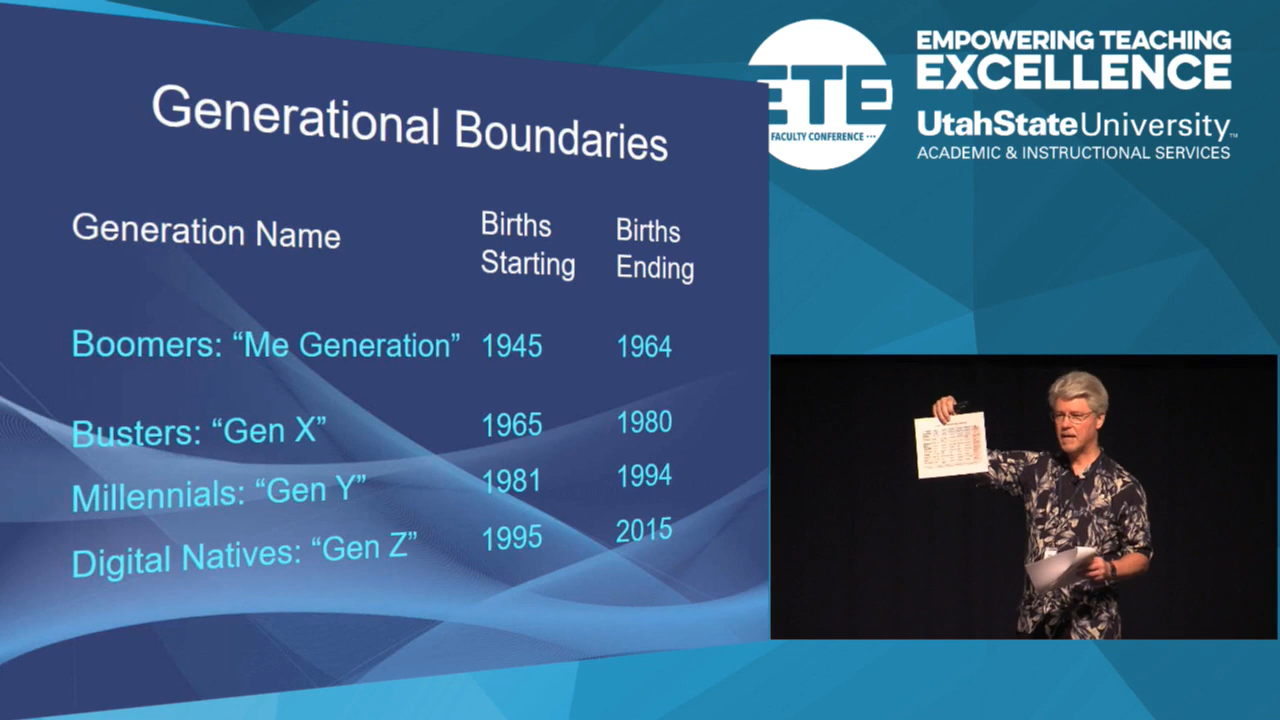 Generational Boundaries
Generation Name
Births
Starting
Births
Ending
Boomers: “Me Generation” 1945 1964
Busters: “Gen X” 1965 1980
Millennials: “Gen Y” 1981 1994
Digital Natives: “Gen Z” 1995 2015
ETE
FACULTY CONFERENCE •••
EMPOWERING TEACHING
EXCELLENCE
UtahStateUniversity™
ACADEMIC & INSTRUCTIONAL SERVICES